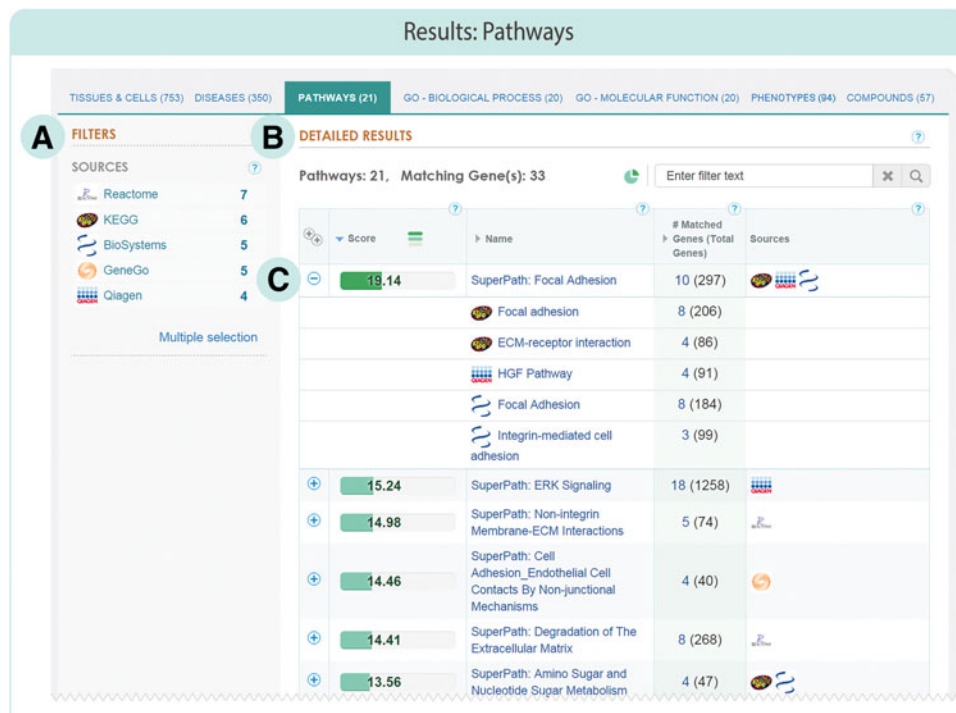 Results: Pathways
TISSUES & CELLS (753) DISEASES (350) PATHWAYS (21) GO - BIOLOGICAL PROCESS (20) GO - MOLECULAR FUNCTION (20) PHENOTYPES (94) COMPOUNDS (57)
A FILTERS
SOURCES ?
Reactome 7
KEGG 6
BioSystems 5
GeneGo 5
Qiagen 4
Multiple selection
B DETAILED RESULTS ?
Pathways: 21, Matching Gene(s): 33 Enter filter text
? ? ? ?
Score Name # Matched Genes (Total Genes) Sources
C 19.14 SuperPath: Focal Adhesion 10 (297) QIAGEN
Focal adhesion 8 (206)
ECM-receptor interaction 4 (86)
QIAGEN HGF Pathway 4 (91)
Focal Adhesion 8 (184)
Integrin-mediated cell
adhesion 3 (99)
15.24 SuperPath: ERK Signaling 18 (1258) QIAGEN
14.98 SuperPath: Non-integrin
Membrane-ECM Interactions 5 (74)
14.46 SuperPath: Cell
Adhesion_Endothelial Cell
Contacts By Non-junctional
Mechanisms 4 (40)
14.41 SuperPath: Degradation of The
Extracellular Matrix 8 (268)
13.56 SuperPath: Amino Sugar and
Nucleotide Sugar Metabolism 4 (47)